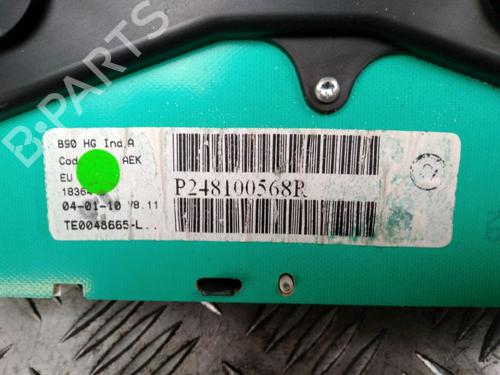 B-PARTS
B90 HG Ind.A
Cod AEK
EU
18364
04-01-10 V8.11
TE0048665-L..
P248100568R